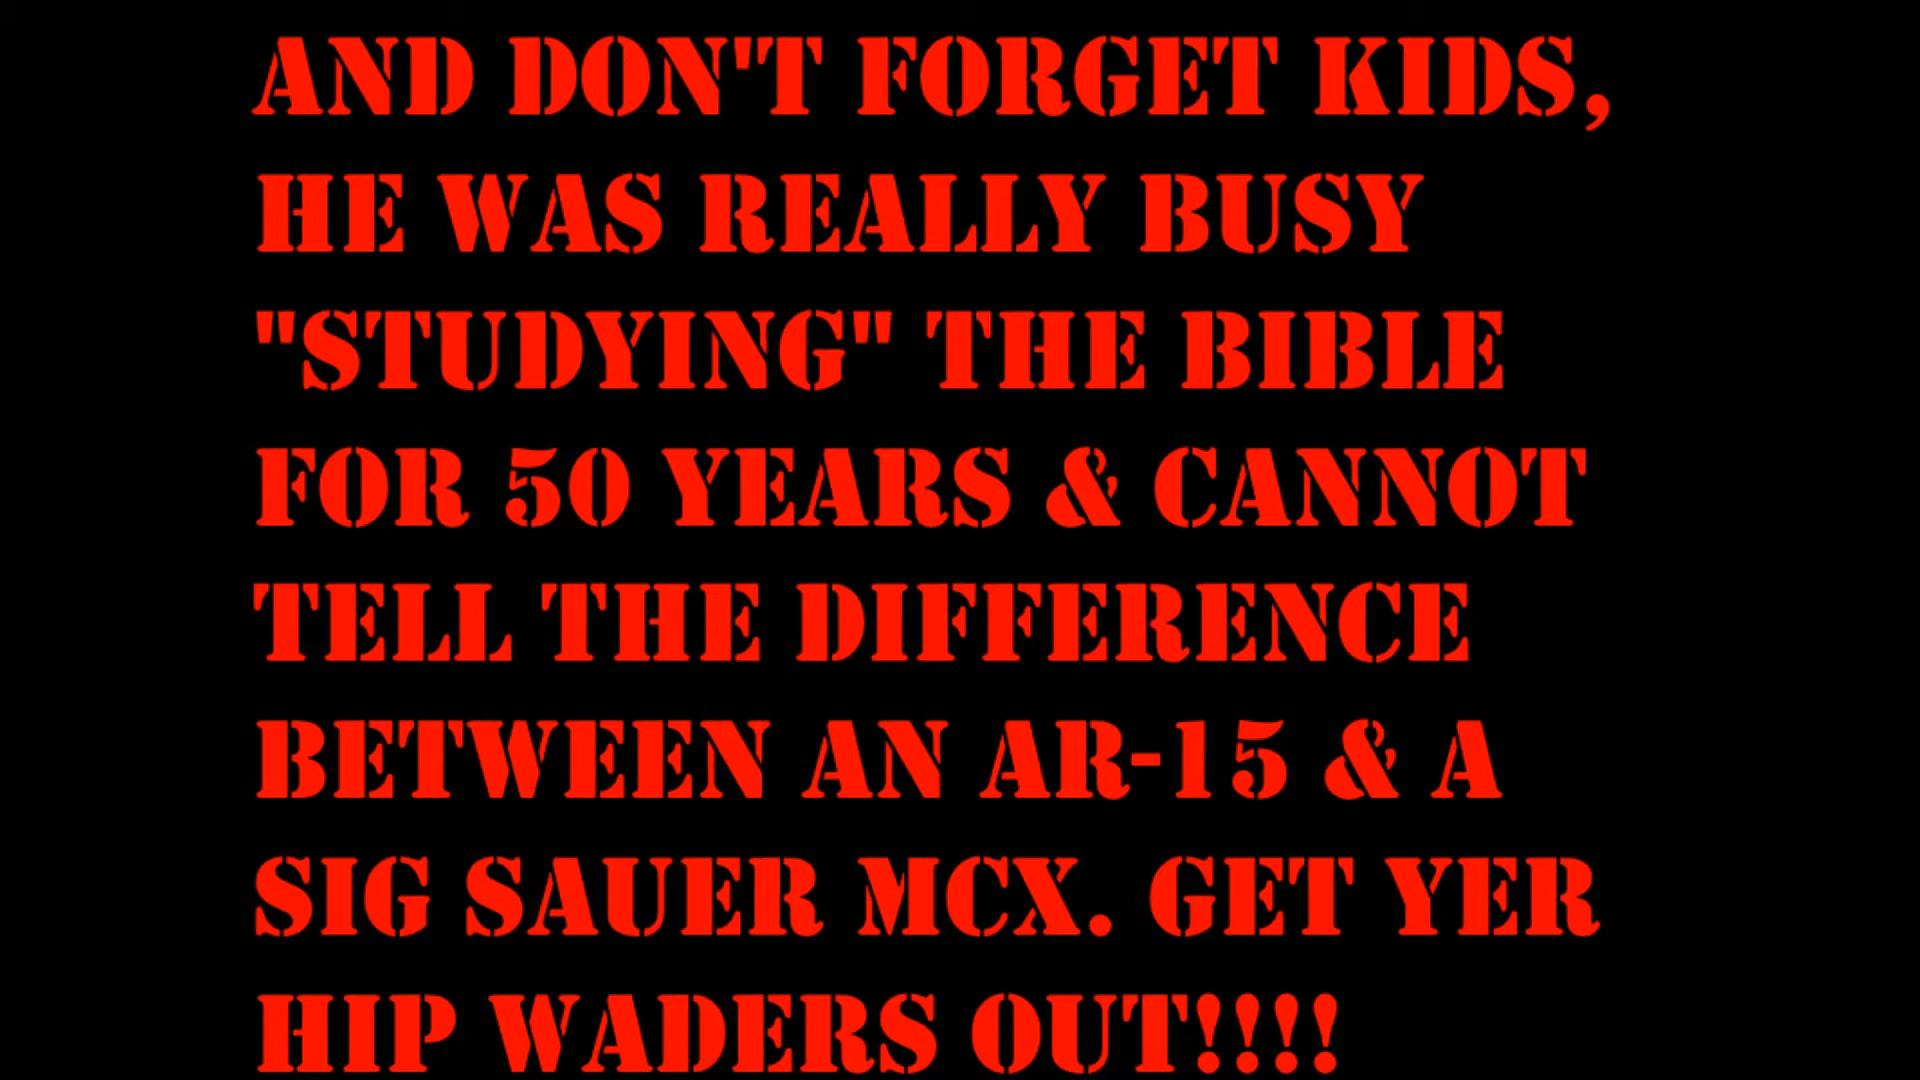 AND DON'T FORGET KIDS,
HE WAS REALLY BUSY
"STUDYING" THE BIBLE
FOR 50 YEARS & CANNOT
TELL THE DIFFERENCE
BETWEEN AN AR-15 & A
SIG SAUER MCX. GET YER
HIP WADERS OUT!!!!